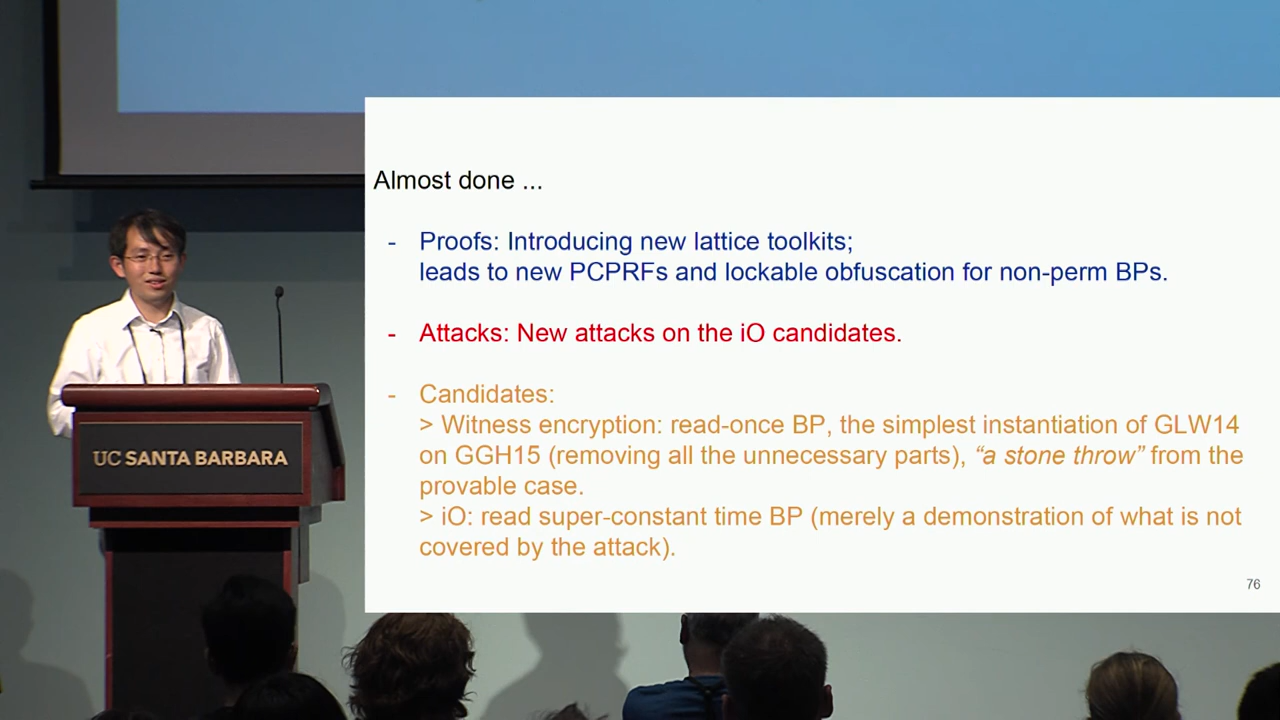 Almost done ...
- Proofs: Introducing new lattice toolkits;
leads to new PCPRFs and lockable obfuscation for non-perm BPs.
- Attacks: New attacks on the iO candidates.
- Candidates:
> Witness encryption: read-once BP, the simplest instantiation of GLW14
on GGH15 (removing all the unnecessary parts), “a stone throw” from the
provable case.
> iO: read super-constant time BP (merely a demonstration of what is not
covered by the attack).
76
UC SANTA BARBARA